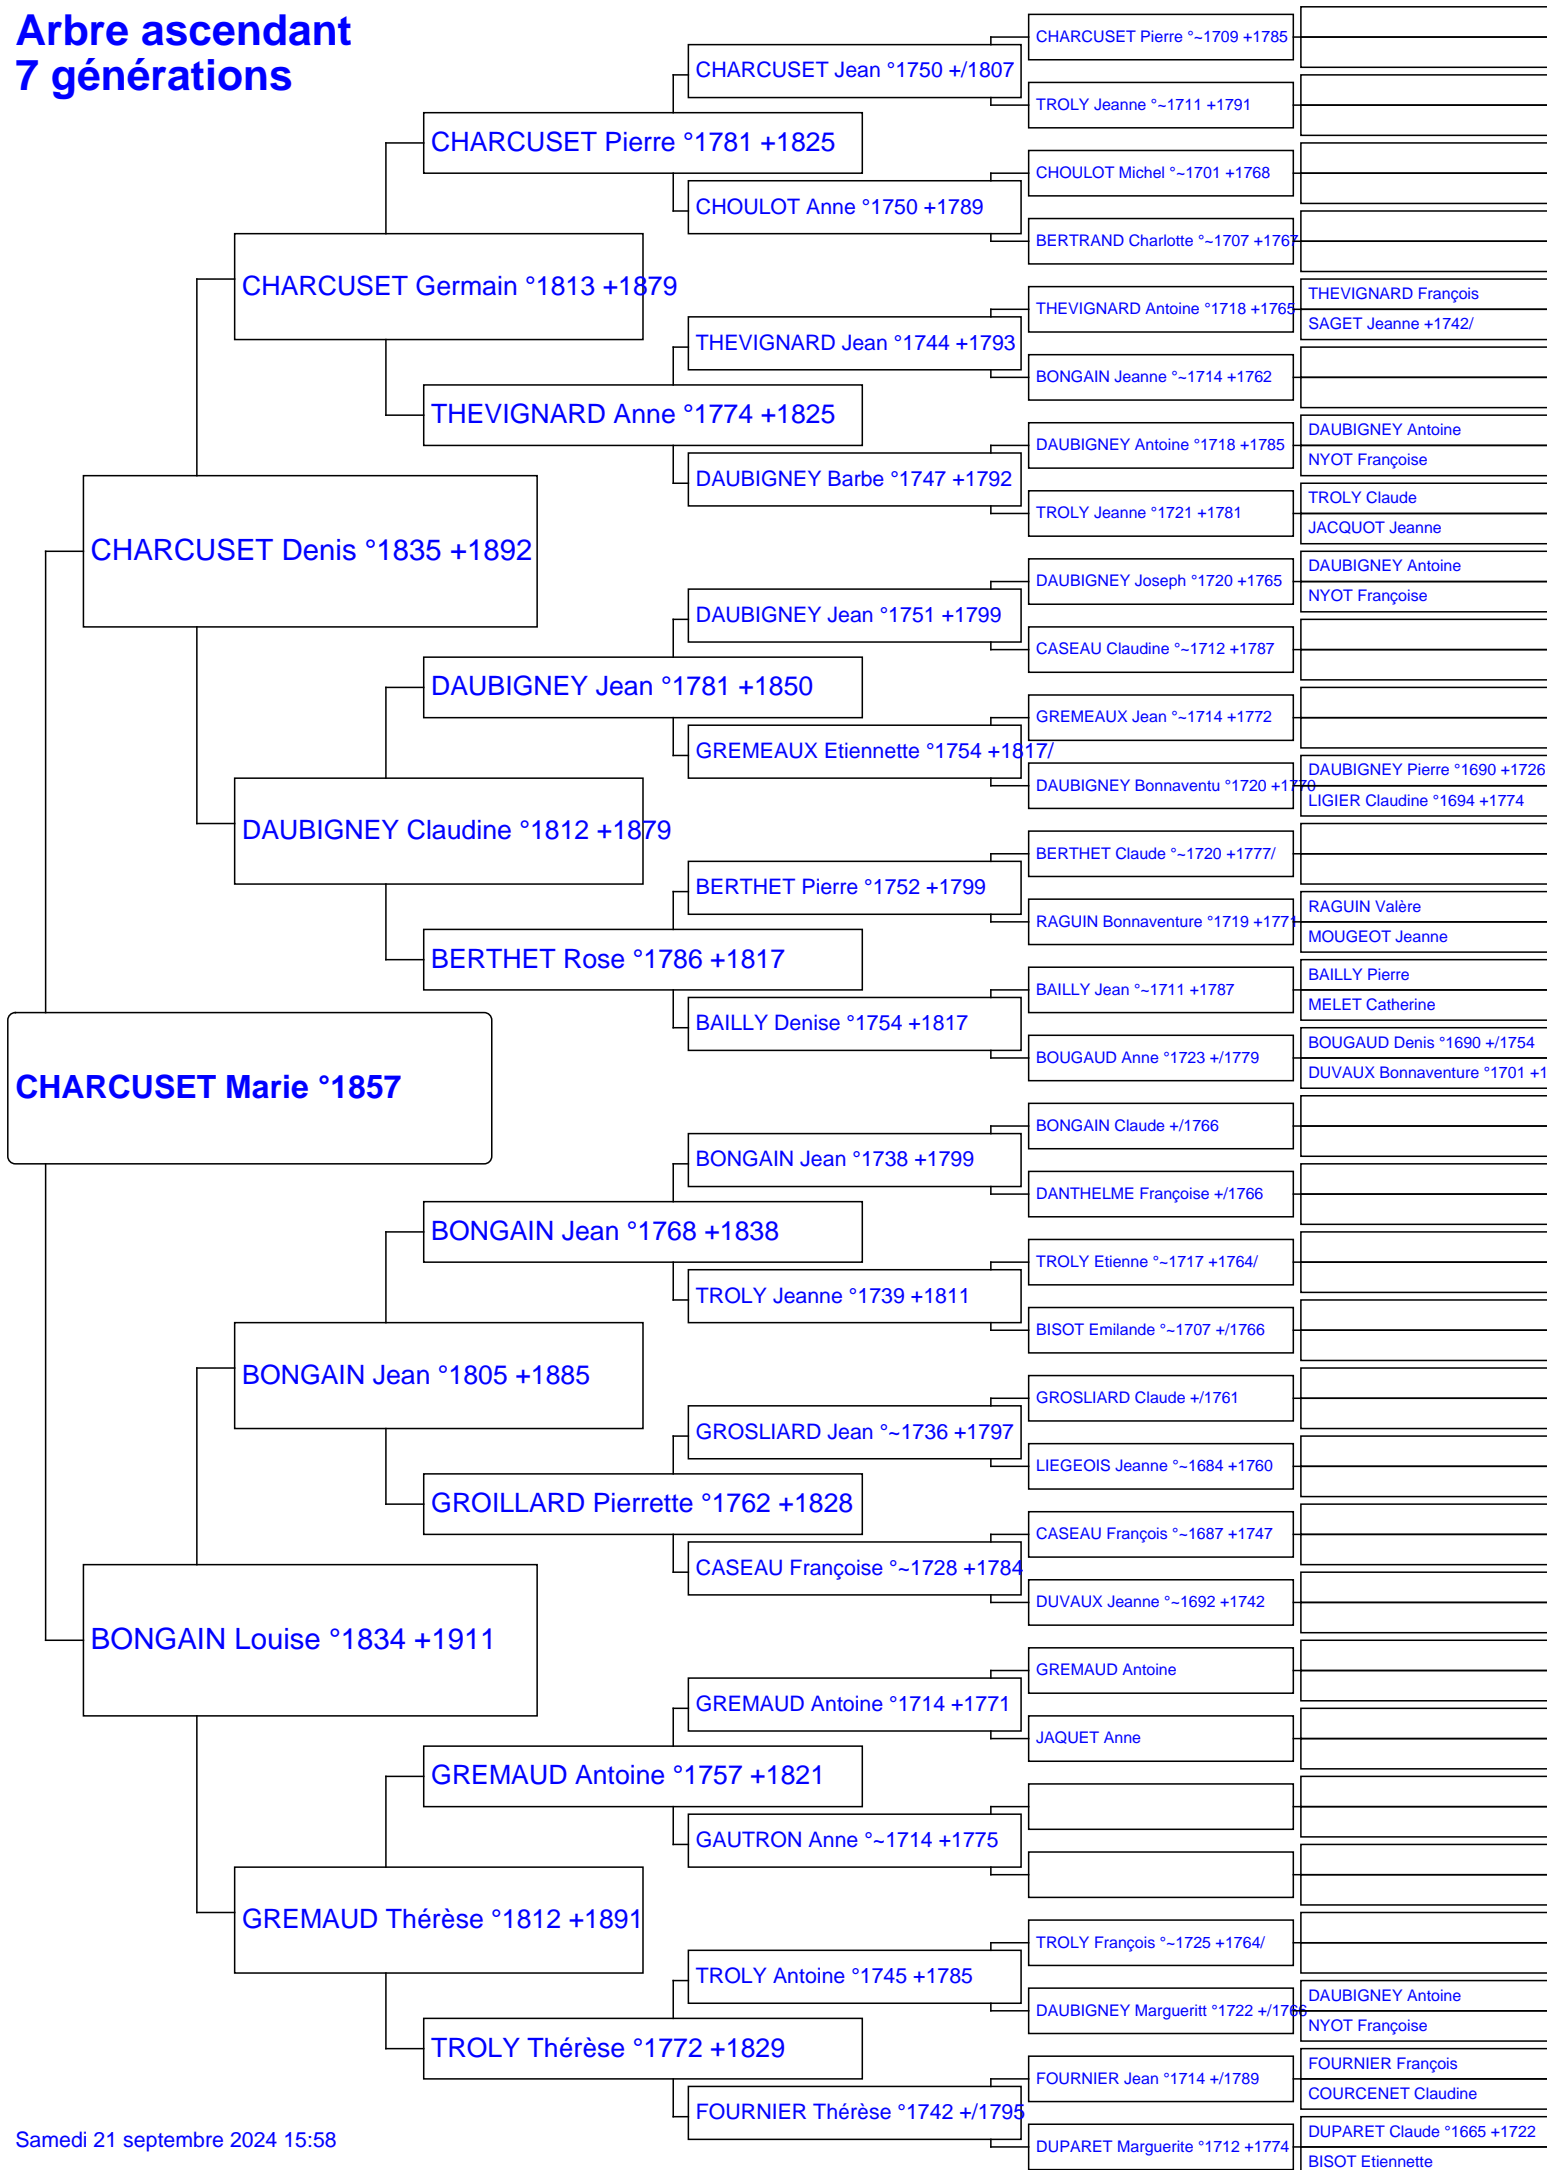 Arbre ascendant
7 générations
CHARCUSET Marie °1857
CHARCUSET Denis °1835 +1892
BONGAIN Louise °1834 +1911
CHARCUSET Germain °1813 +1879
DAUBIGNEY Claudine °1812 +1879
BONGAIN Jean °1805 +1885
GREMAUD Thérèse °1812 +1891
CHARCUSET Pierre °1781 +1825
THEVIGNARD Anne °1774 +1825
DAUBIGNEY Jean °1781 +1850
BERTHET Rose °1786 +1817
BONGAIN Jean °1768 +1838
GROILLARD Pierrette °1762 +1828
GREMAUD Antoine °1757 +1821
TROLY Thérèse °1772 +1829
CHARCUSET Jean °1750 +/1807
CHOULOT Anne °1750 +1789
THEVIGNARD Jean °1744 +1793
DAUBIGNEY Barbe °1747 +1792
DAUBIGNEY Jean °1751 +1799
GREMEAUX Etiennette °1754 +1817/
BERTHET Pierre °1752 +1799
BAILLY Denise °1754 +1817
BONGAIN Jean °1738 +1799
TROLY Jeanne °1739 +1811
GROSLIARD Jean °~1736 +1797
CASEAU Françoise °~1728 +1784
GREMAUD Antoine °1714 +1771
GAUTRON Anne °~1714 +1775
TROLY Antoine °1745 +1785
FOURNIER Thérèse °1742 +/1795
CHARCUSET Pierre °~1709 +1785
TROLY Jeanne °~1711 +1791
CHOULOT Michel °~1701 +1768
BERTRAND Charlotte °~1707 +1767
THEVIGNARD Antoine °1718 +1765
BONGAIN Jeanne °~1714 +1762
DAUBIGNEY Antoine °1718 +1785
TROLY Jeanne °1721 +1781
DAUBIGNEY Joseph °1720 +1765
CASEAU Claudine °~1712 +1787
GREMEAUX Jean °~1714 +1772
DAUBIGNEY Bonnaventu °1720 +1770
BERTHET Claude °~1720 +1777/
RAGUIN Bonnaventure °1719 +1771
BAILLY Jean °~1711 +1787
BOUGAUD Anne °1723 +/1779
BONGAIN Claude +/1766
DANTHELME Françoise +/1766
TROLY Etienne °~1717 +1764/
BISOT Emilande °~1707 +/1766
GROSLIARD Claude +/1761
LIEGEOIS Jeanne °~1684 +1760
CASEAU François °~1687 +1747
DUVAUX Jeanne °~1692 +1742
GREMAUD Antoine
JAQUET Anne
TROLY François °~1725 +1764/
DAUBIGNEY Margueritt °1722 +/1766
FOURNIER Jean °1714 +/1789
DUPARET Marguerite °1712 +1774
THEVIGNARD François
SAGET Jeanne +1742/
DAUBIGNEY Antoine
NYOT Françoise
TROLY Claude
JACQUOT Jeanne
DAUBIGNEY Antoine
NYOT Françoise
DAUBIGNEY Pierre °1690 +1726
LIGIER Claudine °1694 +1774
RAGUIN Valère
MOUGEOT Jeanne
BAILLY Pierre
MELET Catherine
BOUGAUD Denis °1690 +/1754
DUVAUX Bonnaventure °1701 +1
DAUBIGNEY Antoine
NYOT Françoise
FOURNIER François
COURCENET Claudine
DUPARET Claude °1665 +1722
BISOT Etiennette
Samedi 21 septembre 2024 15:58